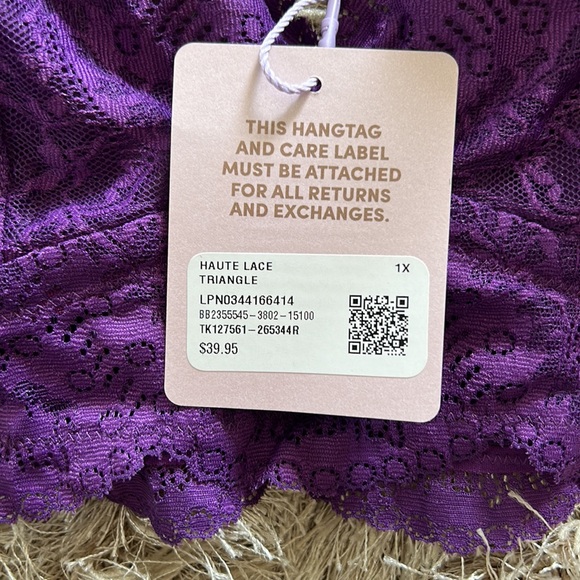 THIS HANGTAG
AND CARE LABEL
MUST BE ATTACHED
FOR ALL RETURNS
AND EXCHANGES.
HAUTE LACE 1X
TRIANGLE
LPN0344166414
BB2355545-3802-15100
TK127561-265344R
$39.95